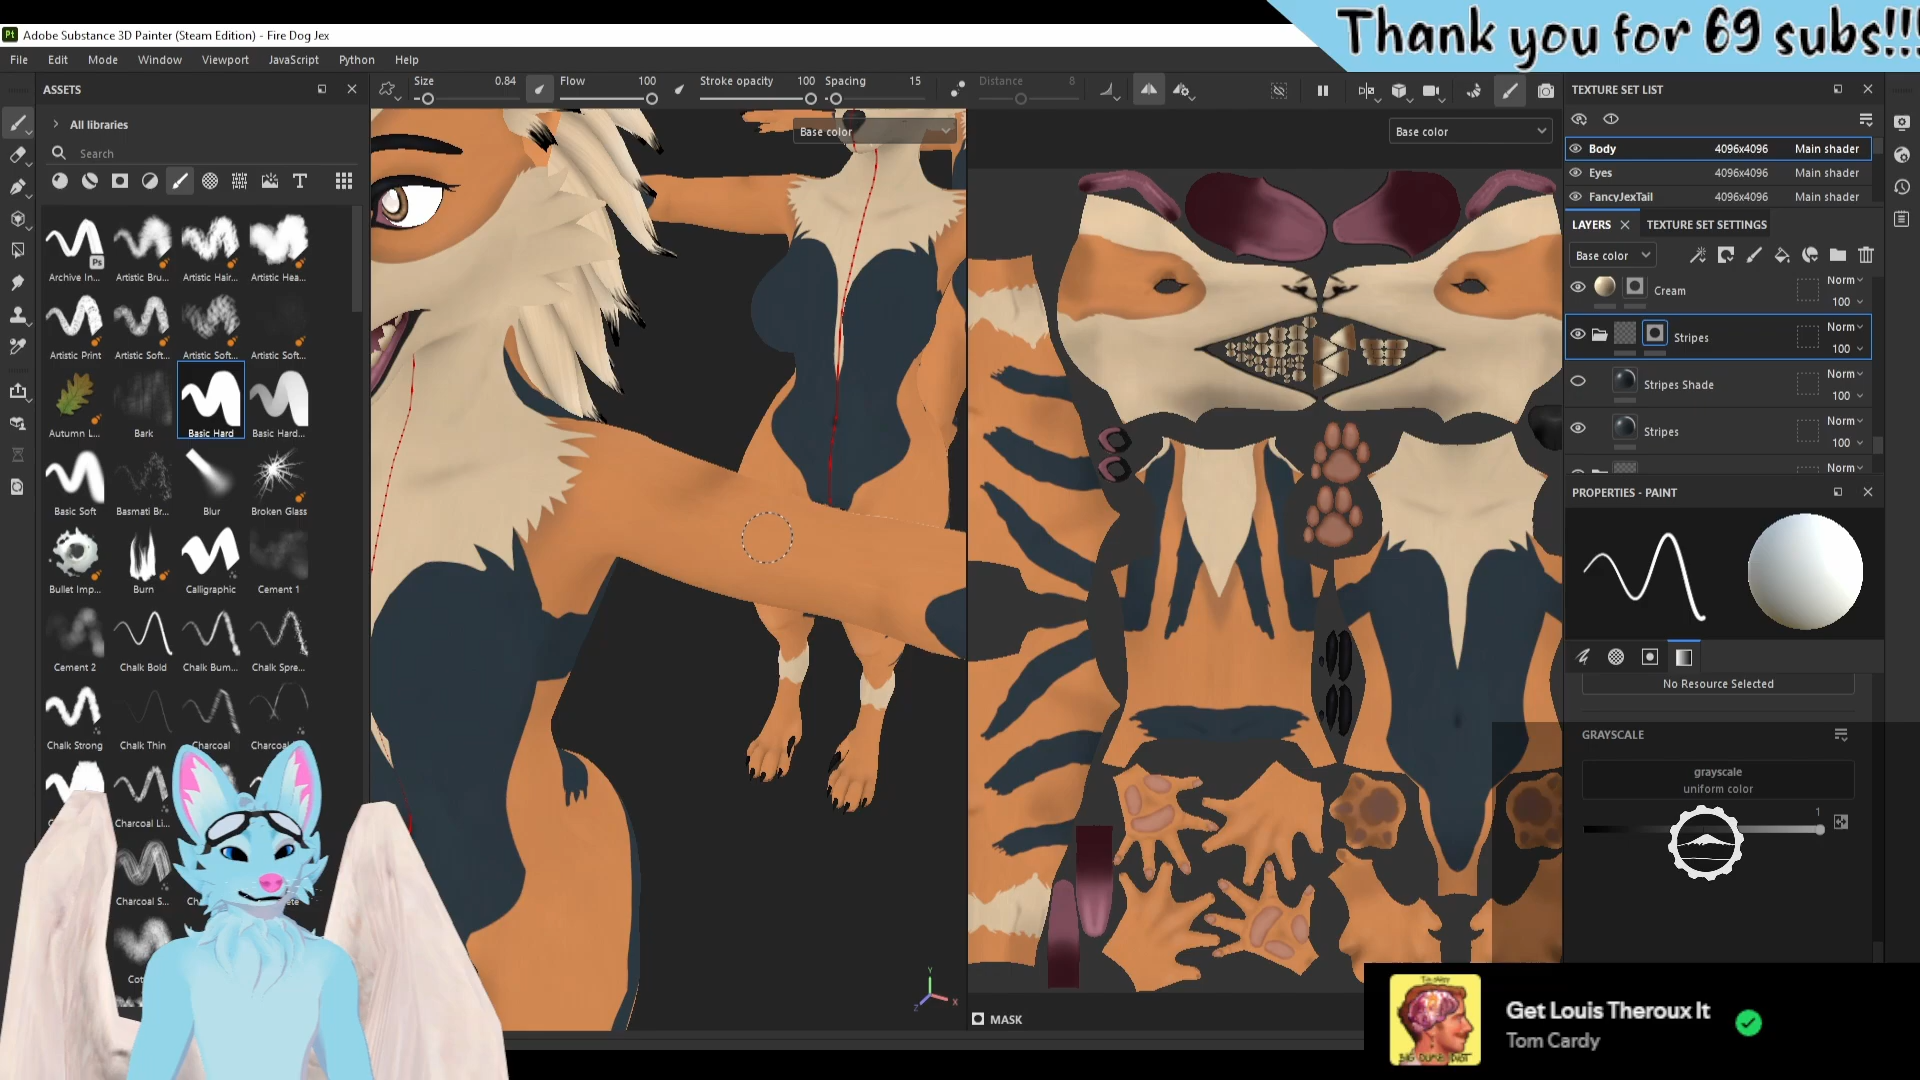 Thank you for 69 subs!!!
Adobe Substance 3D Painter (Steam Edition) - Fire Dog Jex
File Edit Mode Window Viewport JavaScript Python Help
ASSETS
Size 0.84 Flow 100 Stroke opacity 100 Spacing 15 Distance 8
All libraries
Search
Base color
Base color
Archive In... Artistic Bru... Artistic Hair... Artistic Hea...
Ps
Artistic Print Artistic Soft... Artistic Soft... Artistic Soft...
Autumn L... Bark Basic Hard Basic Hard...
Basic Soft Basmati Br... Blur Broken Glass
Bullet Imp... Burn Calligraphic Cement 1
Cement 2 Chalk Bold Chalk Bum... Chalk Spre...
Chalk Strong Chalk Thin Charcoal Charcoal
Charcoal Li...
Charcoal S...
Y
X
Z
MASK
TEXTURE SET LIST
Body 4096x4096 Main shader
Eyes 4096x4096 Main shader
FancyJexTail 4096x4096 Main shader
LAYERS TEXTURE SET SETTINGS
Base color
Cream Norm 100
Stripes Norm 100
Stripes Shade Norm 100
Stripes Norm 100
Norm
PROPERTIES - PAINT
No Resource Selected
GRAYSCALE
grayscale
uniform color
1
Get Louis Theroux It
Tom Cardy
BIG DUMB IDIOT